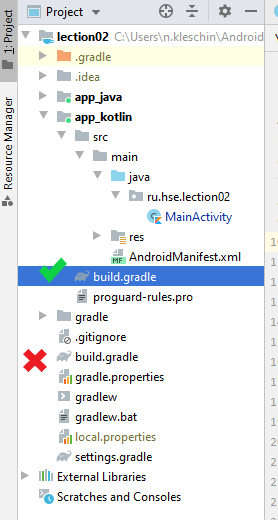 Project
lection02 C:\Users\n.kleschin\Android
.gradle
.idea
app_java
app_kotlin
src
main
java
ru.hse.lection02
MainActivity
res
AndroidManifest.xml
build.gradle
proguard-rules.pro
gradle
.gitignore
build.gradle
gradle.properties
gradlew
gradlew.bat
local.properties
settings.gradle
External Libraries
Scratches and Consoles
1: Project
Resource Manager